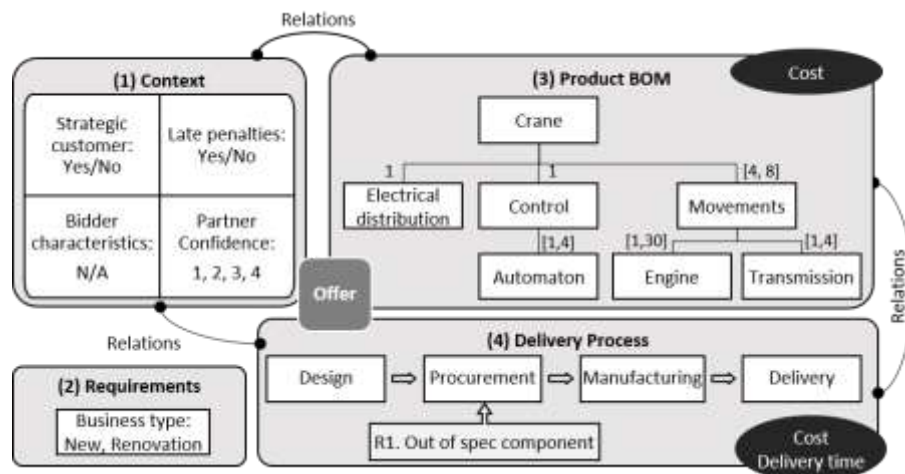 Relations
(1) Context
Strategic
customer:
Yes/No
Late penalties:
Yes/No
Bidder
characteristics:
N/A
Partner
Confidence:
1, 2, 3, 4
(3) Product BOM
Cost
Crane
1
1
[4, 8]
Electrical
distribution
Control
Movements
[1,4]
[1,30]
[1,4]
Automaton
Engine
Transmission
Offer
Relations
Relations
(2) Requirements
Business type:
New, Renovation
(4) Delivery Process
Design
Procurement
Manufacturing
Delivery
R1. Out of spec component
Cost
Delivery time